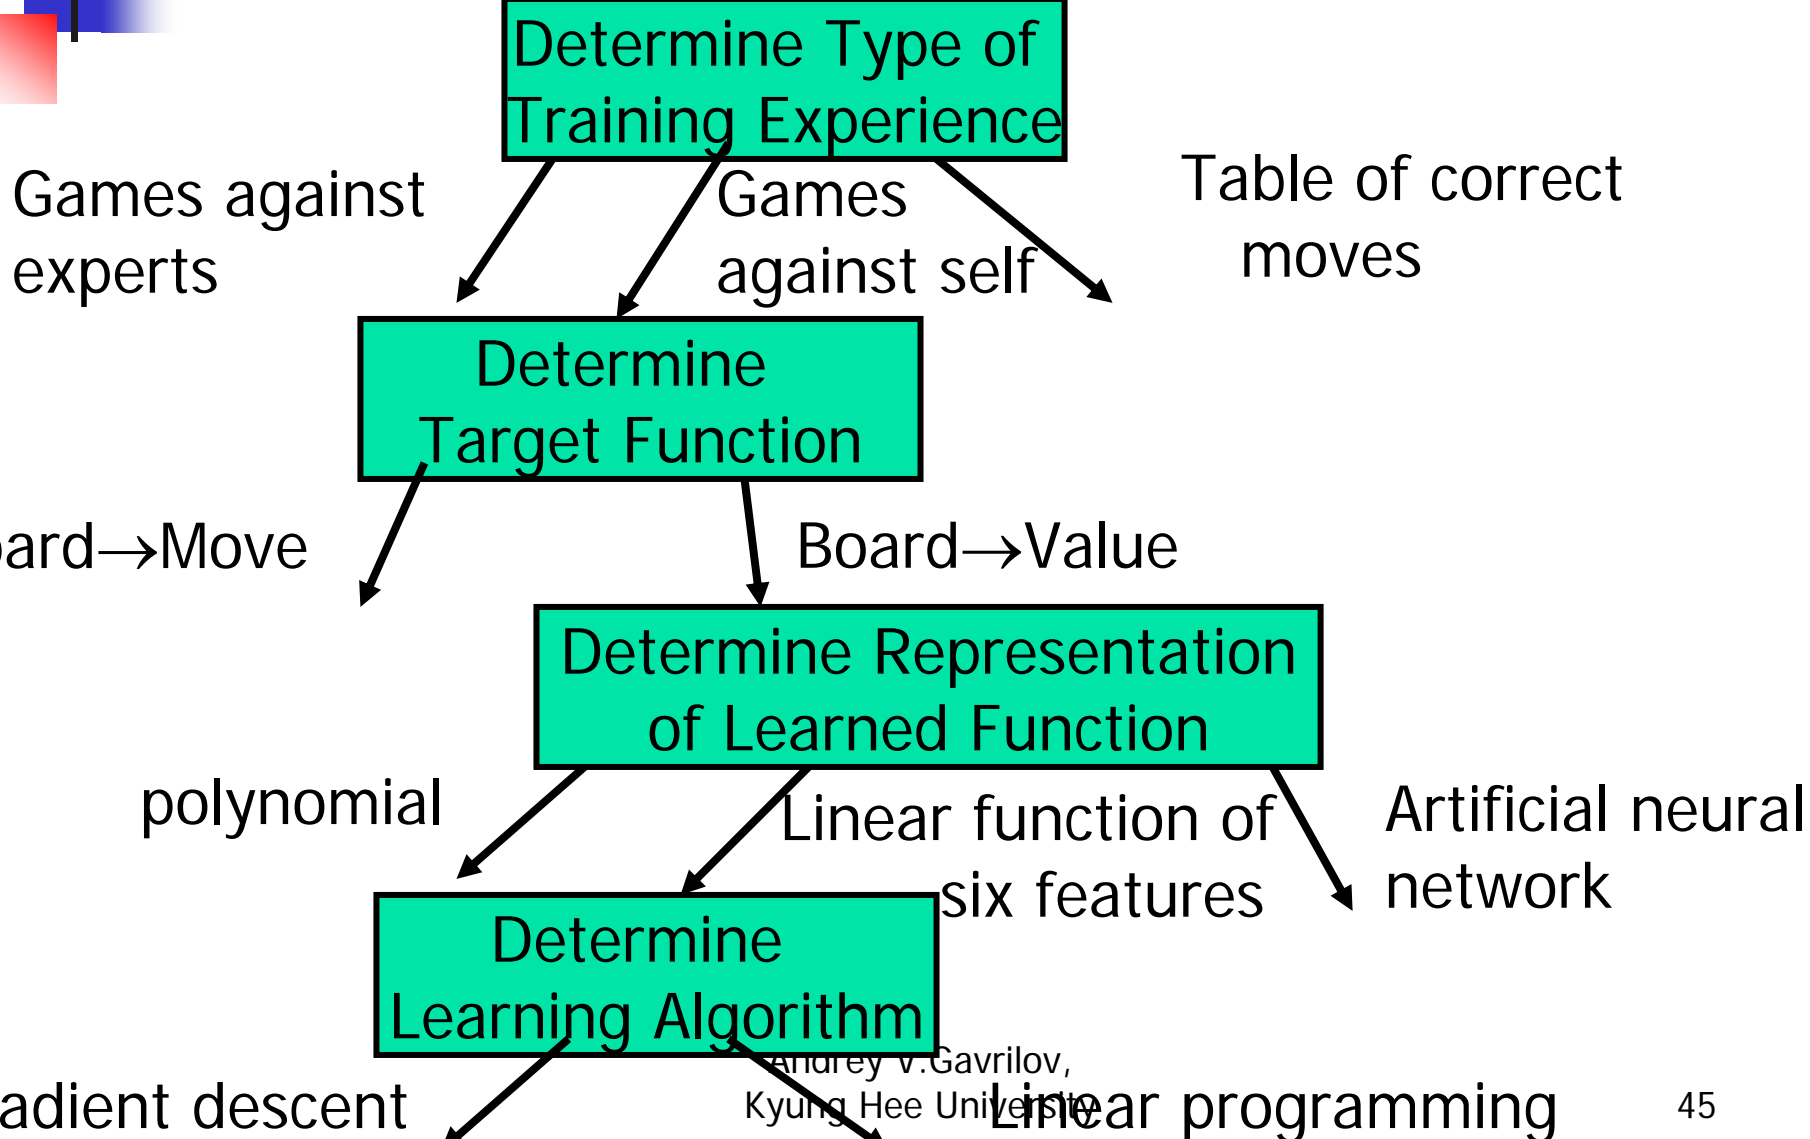 Determine Type of
Training Experience
Games against
experts
Games
against self
Table of correct
moves
Determine
Target Function
ard→Move
Board→Value
Determine Representation
of Learned Function
polynomial
Linear function of
six features
Artificial neural
network
Determine
Learning Algorithm
adient descent
Andrey V.Gavrilov,
Kyung Hee University
Linear programming
45